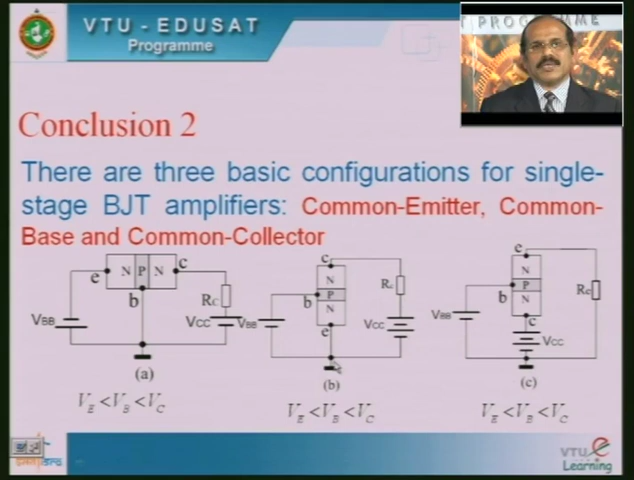 VTU - EDUSAT
Programme
T PROGRAMME
Conclusion 2
There are three basic configurations for single-
stage BJT amplifiers: Common-Emitter, Common-
Base and Common-Collector
e N P N c
b
VBB
RC
VCC
(a)
VE < VB < VC
c
N
P
N
b
e
VBB
Rc
VCC
(b)
VE < VB < VC
e
N
P
N
b
c
VBB
Re
VCC
(c)
VE < VB < VC
VTU e
Learning